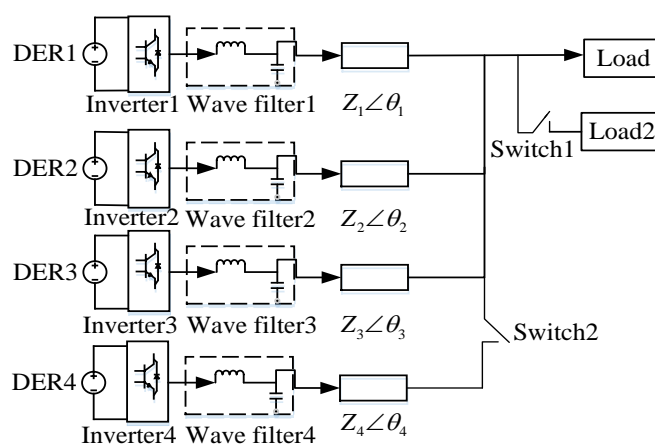 DER1
Inverter1
Wave filter1
Z₁∠θ₁
Load
Switch1
Load2
DER2
Inverter2
Wave filter2
Z₂∠θ₂
DER3
Inverter3
Wave filter3
Z₃∠θ₃
Switch2
DER4
Inverter4
Wave filter4
Z₄∠θ₄